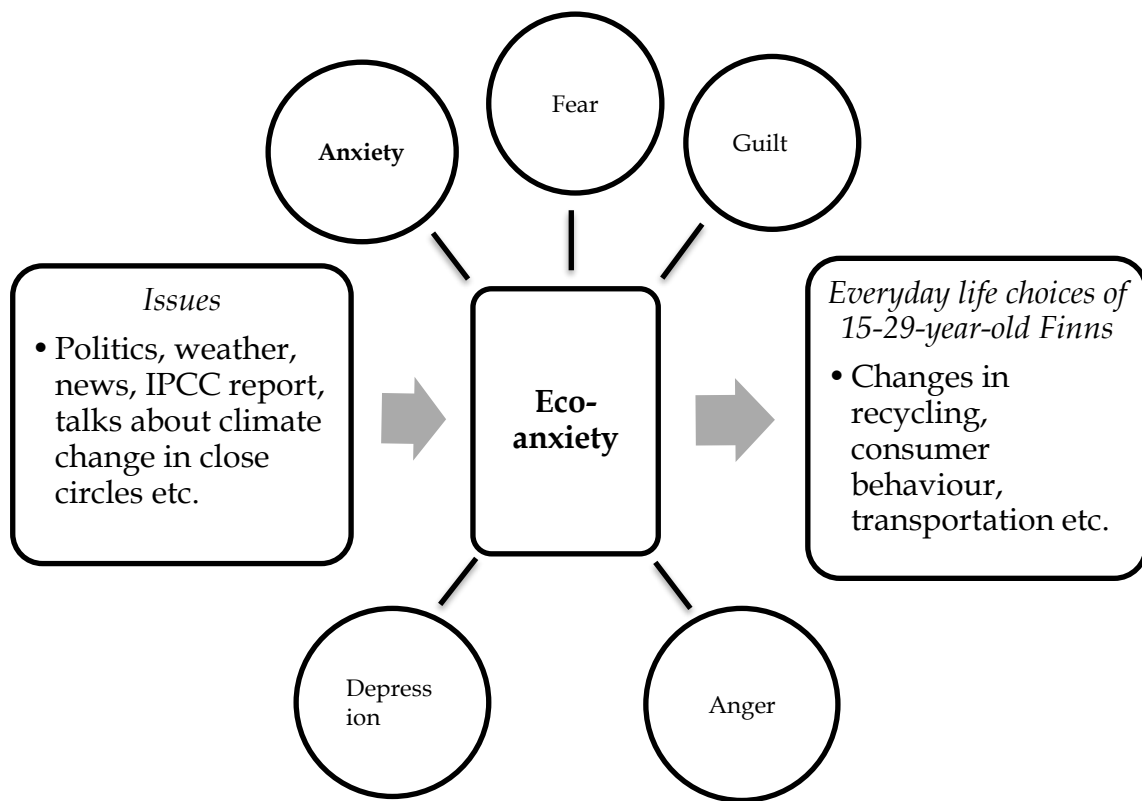 Fear
Guilt
Anxiety
Issues
• Politics, weather,
news, IPCC report,
talks about climate
change in close
circles etc.
Eco-
anxiety
Everyday life choices of
15-29-year-old Finns
• Changes in
recycling,
consumer
behaviour,
transportation etc.
Depress
ion
Anger